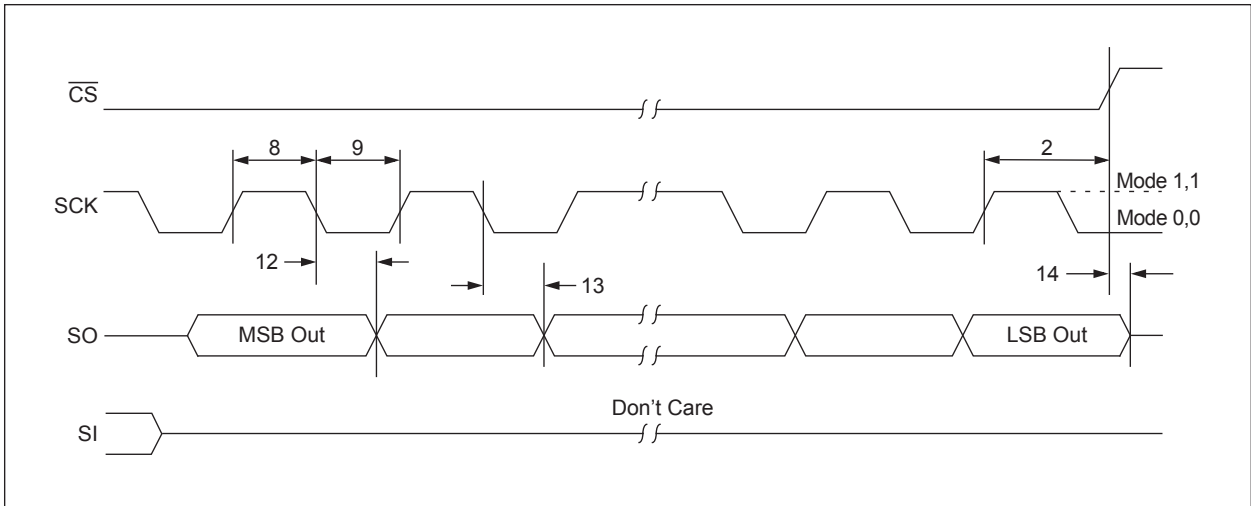 CS
8
9
2
SCK
Mode 1,1
Mode 0,0
12
13
14
SO
MSB Out
LSB Out
Don't Care
SI